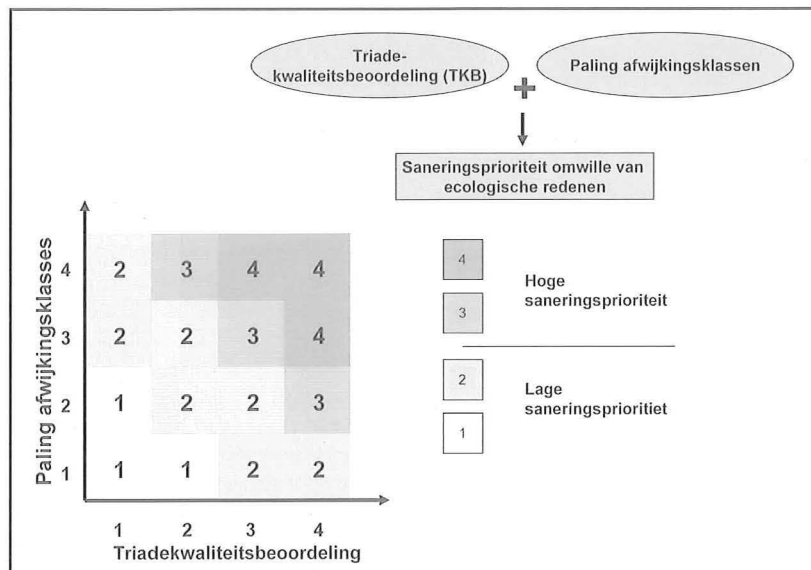 Triade-
kwaliteitsbeoordeling (TKB)
+
Paling afwijkingsklassen
Saneringsprioriteit omwille van
ecologische redenen
Paling afwijkingsklasses
4 2 3 4 4
3 2 2 3 4
2 1 2 2 3
1 1 1 2 2
1 2 3 4
Triadekwaliteitsbeoordeling
4
3
Hoge
saneringsprioriteit
2
1
Lage
saneringsprioritiet